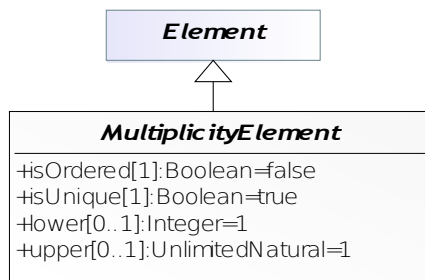 Element
MultiplicityElement
+isOrdered[1]:Boolean=false
+isUnique[1]:Boolean=true
+lower[0..1]:Integer=1
+upper[0..1]:UnlimitedNatural=1